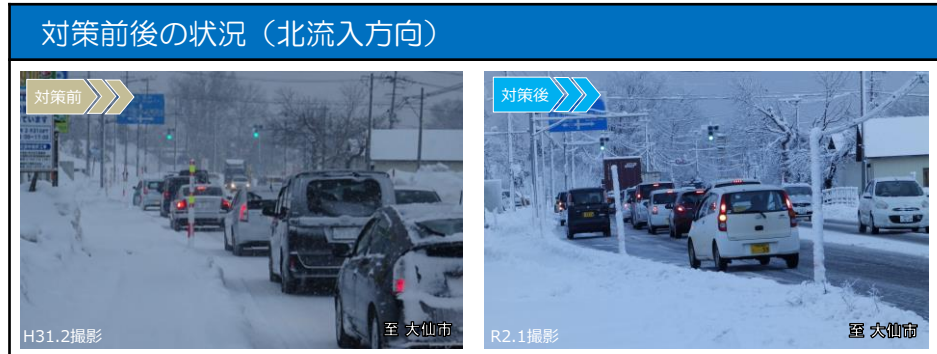 対策前後の状況（北流入方向）
対策前
対策後
H31.2撮影
至 大仙市
R2.1撮影
至 大仙市